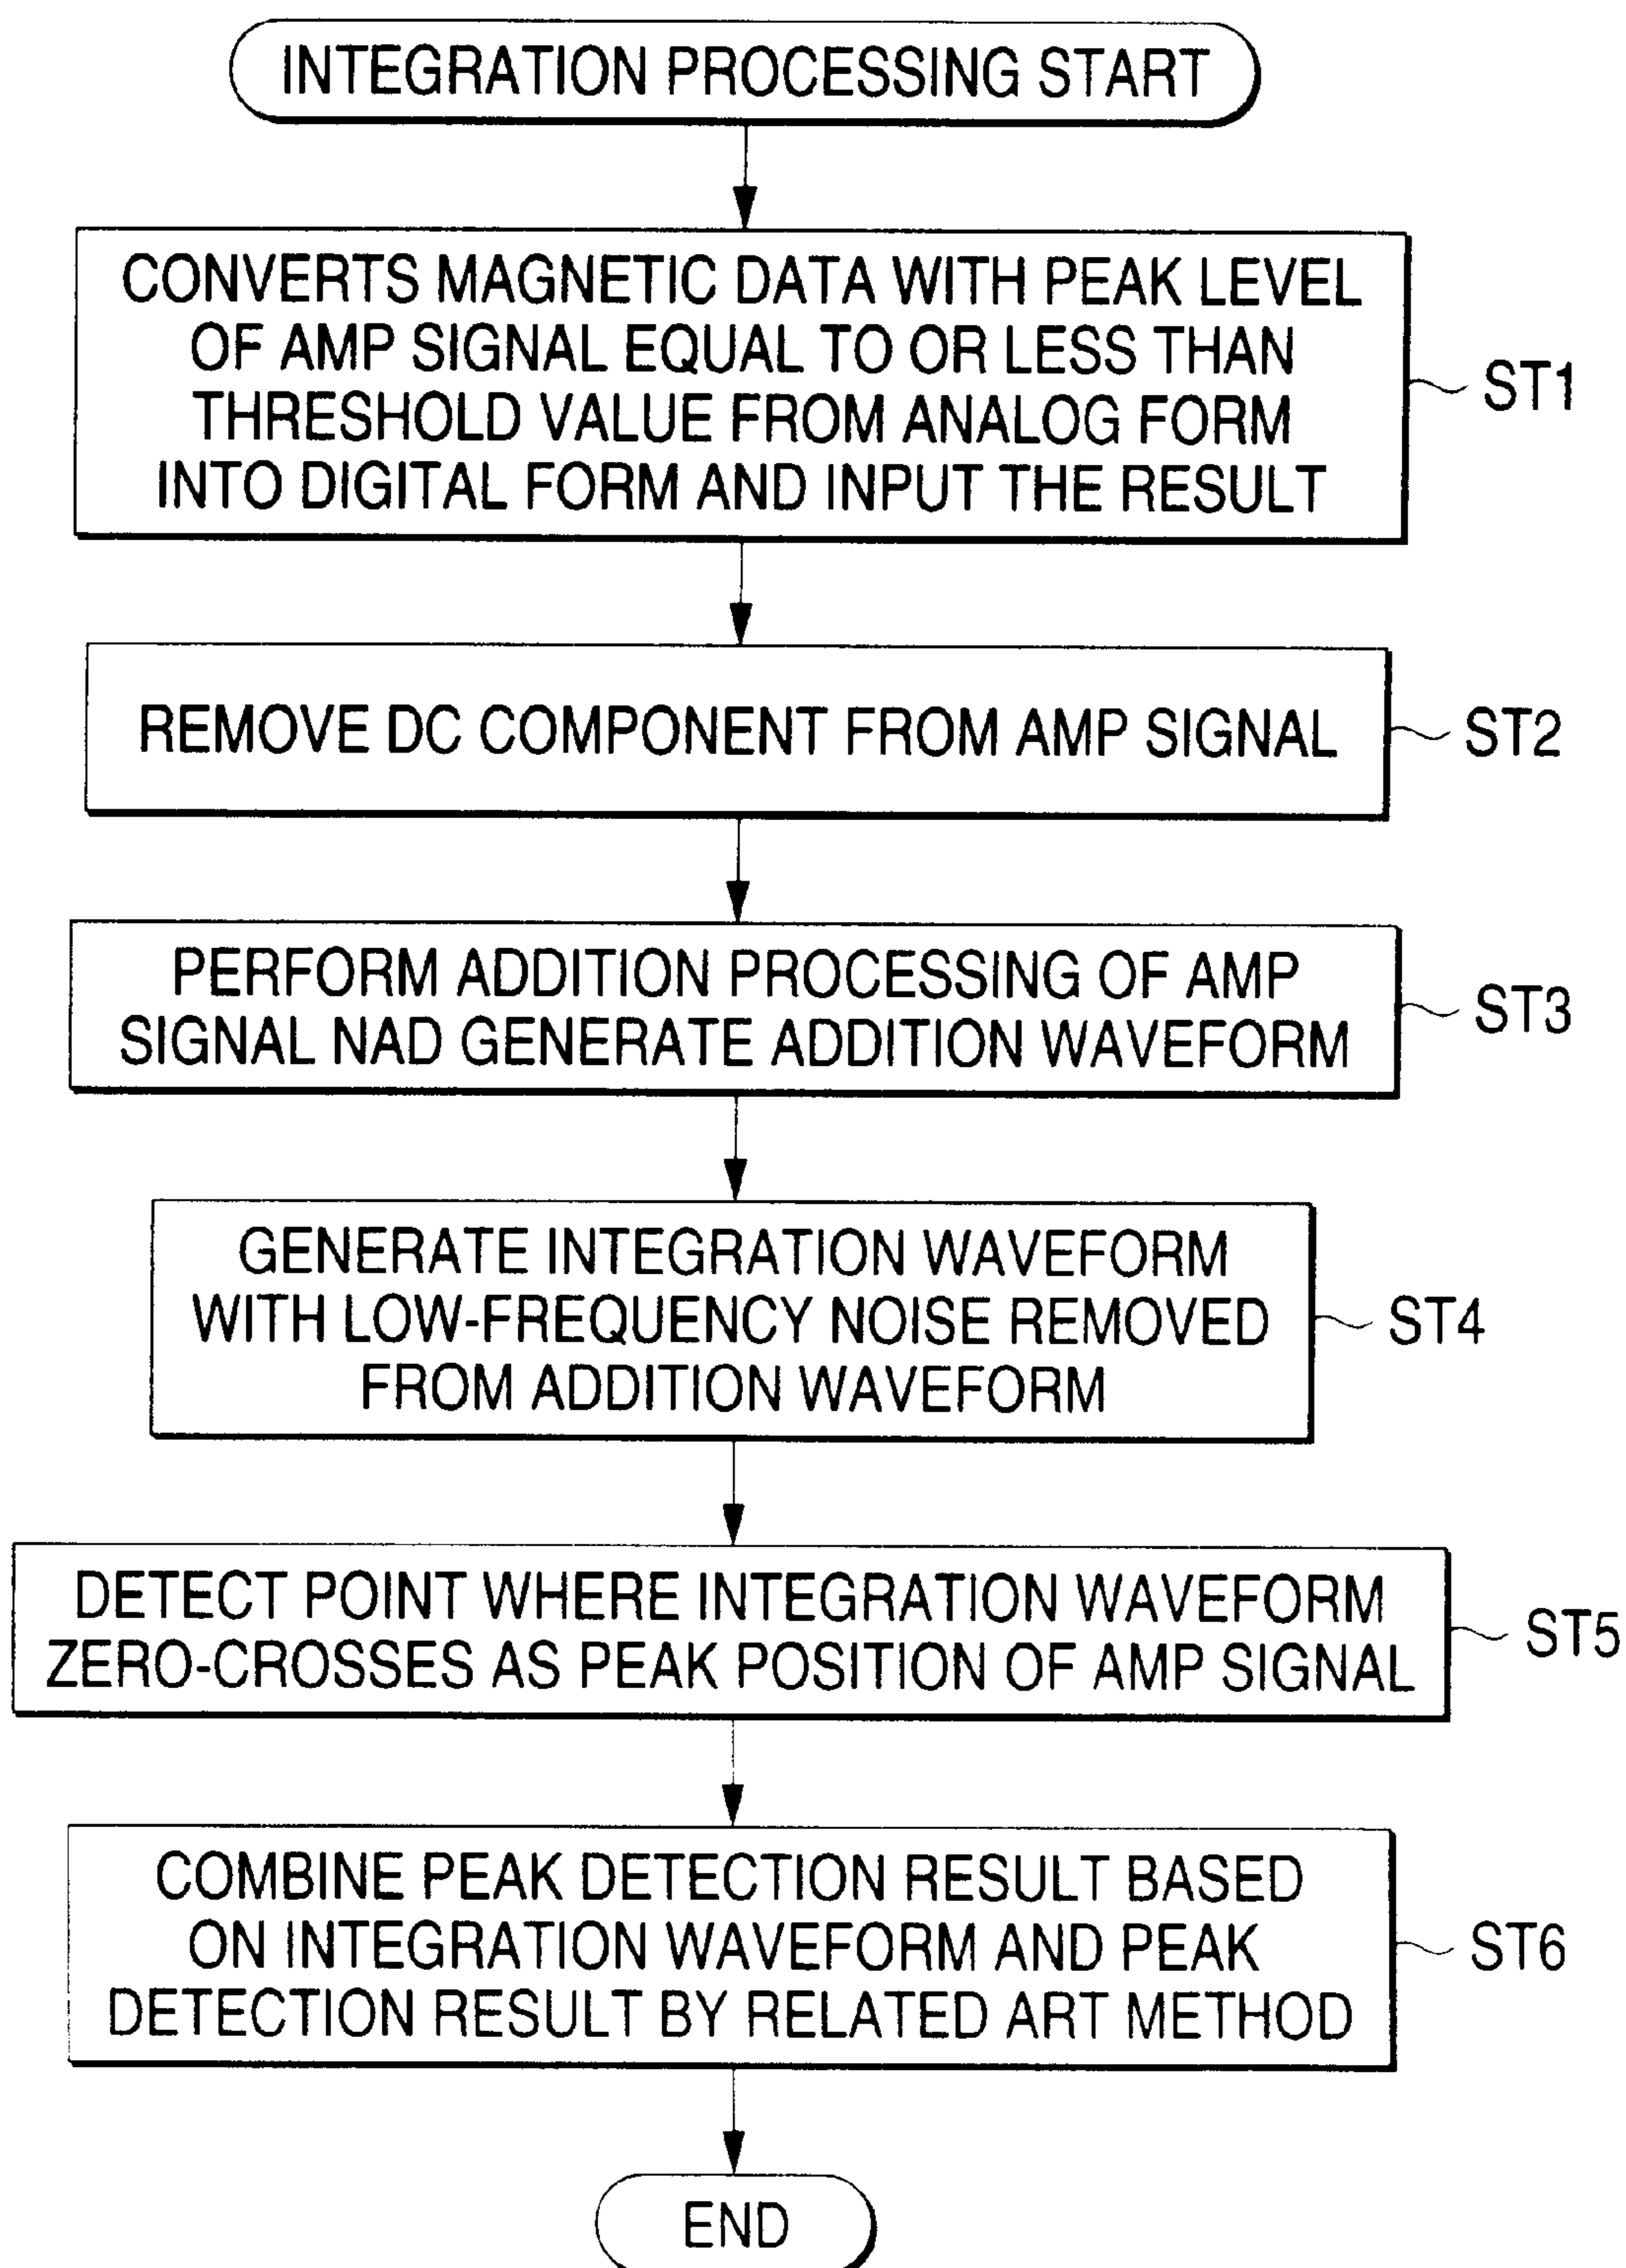 INTEGRATION PROCESSING START
CONVERTS MAGNETIC DATA WITH PEAK LEVEL
OF AMP SIGNAL EQUAL TO OR LESS THAN
THRESHOLD VALUE FROM ANALOG FORM
INTO DIGITAL FORM AND INPUT THE RESULT
ST1
REMOVE DC COMPONENT FROM AMP SIGNAL
ST2
PERFORM ADDITION PROCESSING OF AMP
SIGNAL NAD GENERATE ADDITION WAVEFORM
ST3
GENERATE INTEGRATION WAVEFORM
WITH LOW-FREQUENCY NOISE REMOVED
FROM ADDITION WAVEFORM
ST4
DETECT POINT WHERE INTEGRATION WAVEFORM
ZERO-CROSSES AS PEAK POSITION OF AMP SIGNAL
ST5
COMBINE PEAK DETECTION RESULT BASED
ON INTEGRATION WAVEFORM AND PEAK
DETECTION RESULT BY RELATED ART METHOD
ST6
END